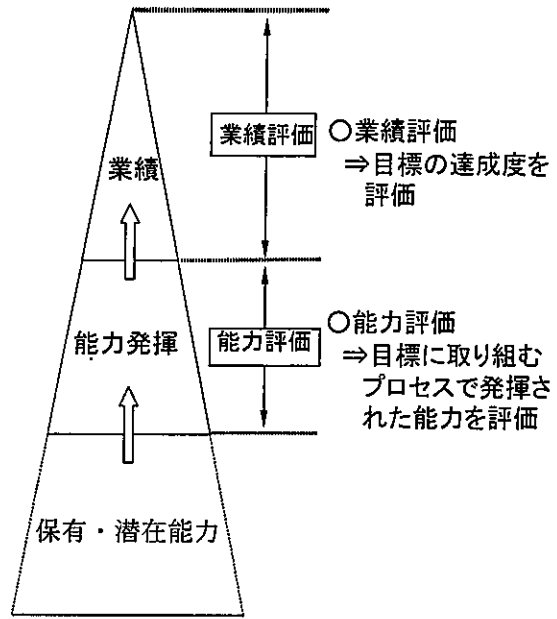 業績
業績評価
○業績評価
⇒目標の達成度を
評価
能力発揮
能力評価
○能力評価
⇒目標に取り組む
プロセスで発揮さ
れた能力を評価
保有・潜在能力